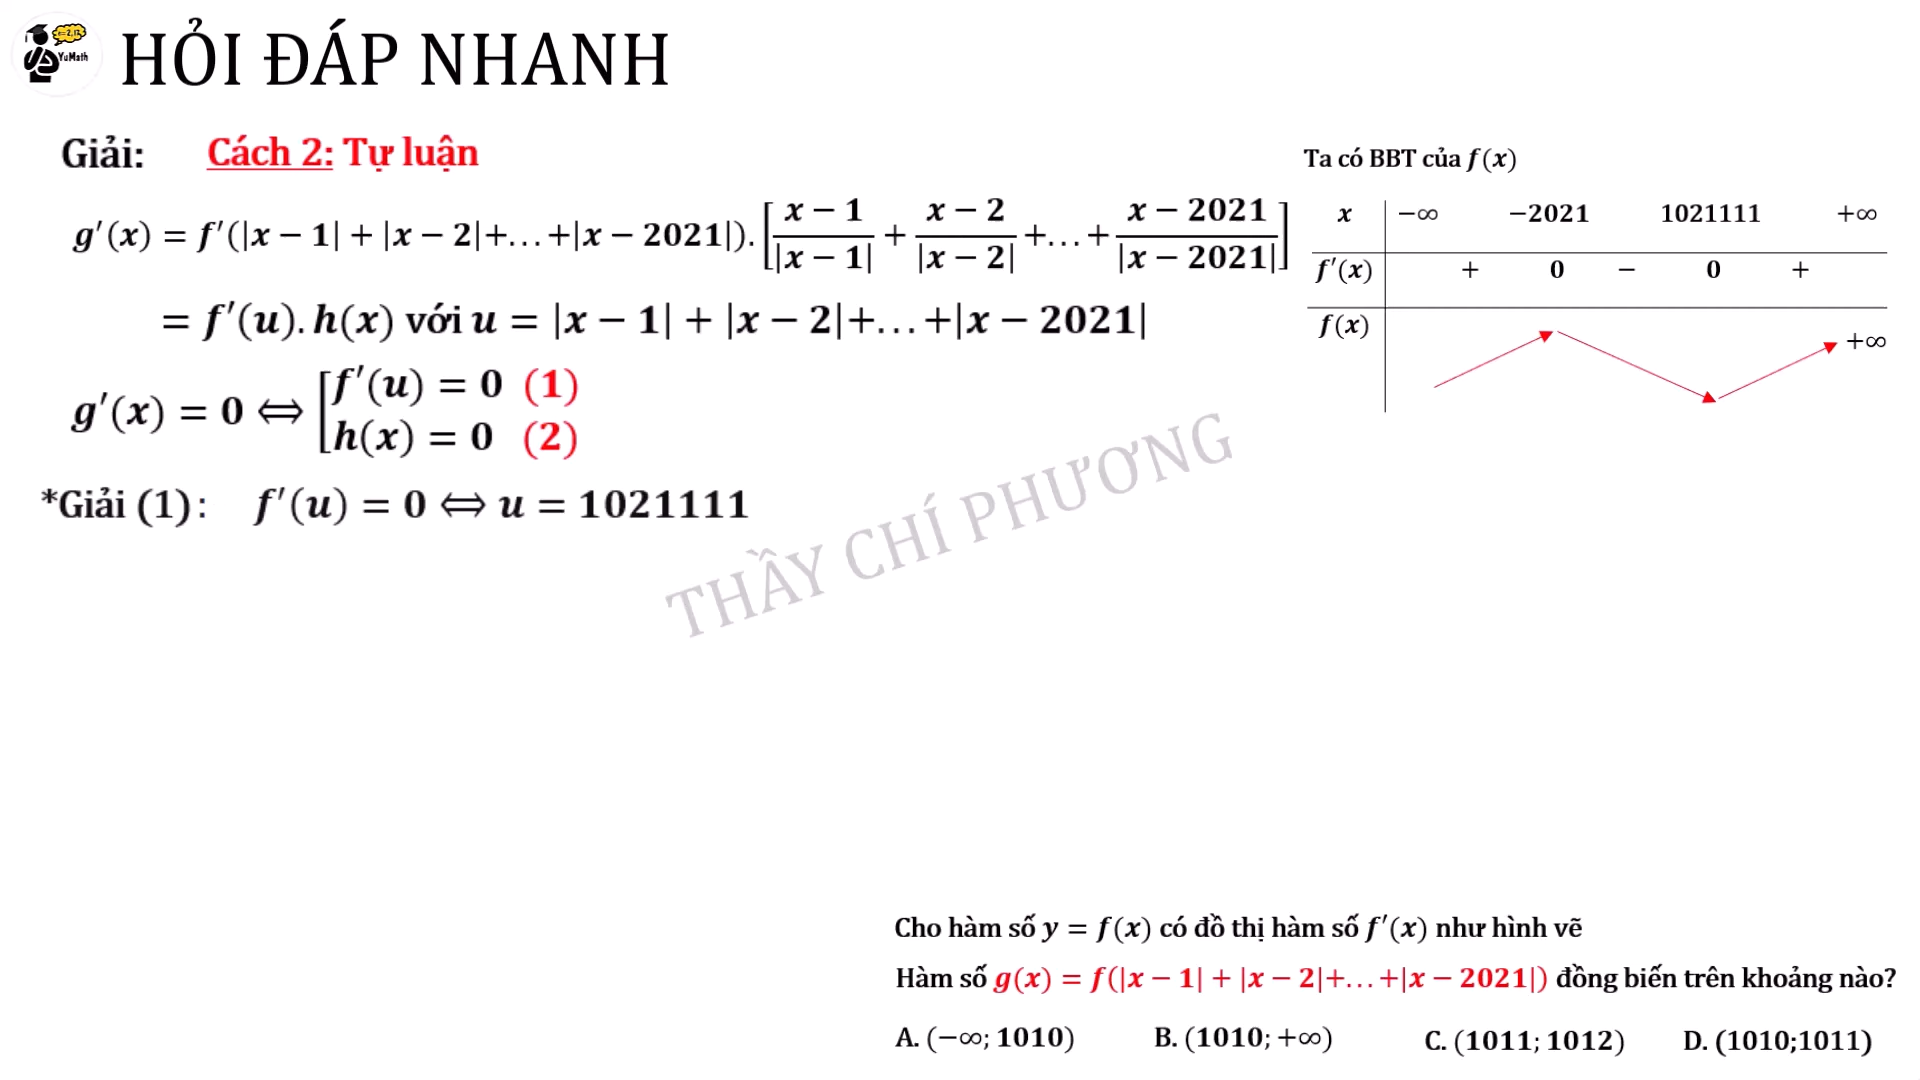 YuMath
HỎI ĐÁP NHANH
Giải: Cách 2: Tự luận
g′(x) = f′(|x − 1| + |x − 2|+...+|x − 2021|). [(x − 1)/|x − 1| + (x − 2)/|x − 2| +...+ (x − 2021)/|x − 2021|]
= f′(u). h(x) với u = |x − 1| + |x − 2|+...+|x − 2021|
g′(x) = 0 ⟺ [f′(u) = 0 (1)
h(x) = 0 (2)
*Giải (1): f′(u) = 0 ⟺ u = 1021111
Ta có BBT của f(x)
x −∞ −2021 1021111 +∞
f′(x) + 0 − 0 +
f(x) +∞
THẦY CHÍ PHƯƠNG
Cho hàm số y = f(x) có đồ thị hàm số f′(x) như hình vẽ
Hàm số g(x) = f(|x − 1| + |x − 2|+...+|x − 2021|) đồng biến trên khoảng nào?
A. (−∞; 1010) B. (1010; +∞) C. (1011; 1012) D. (1010;1011)